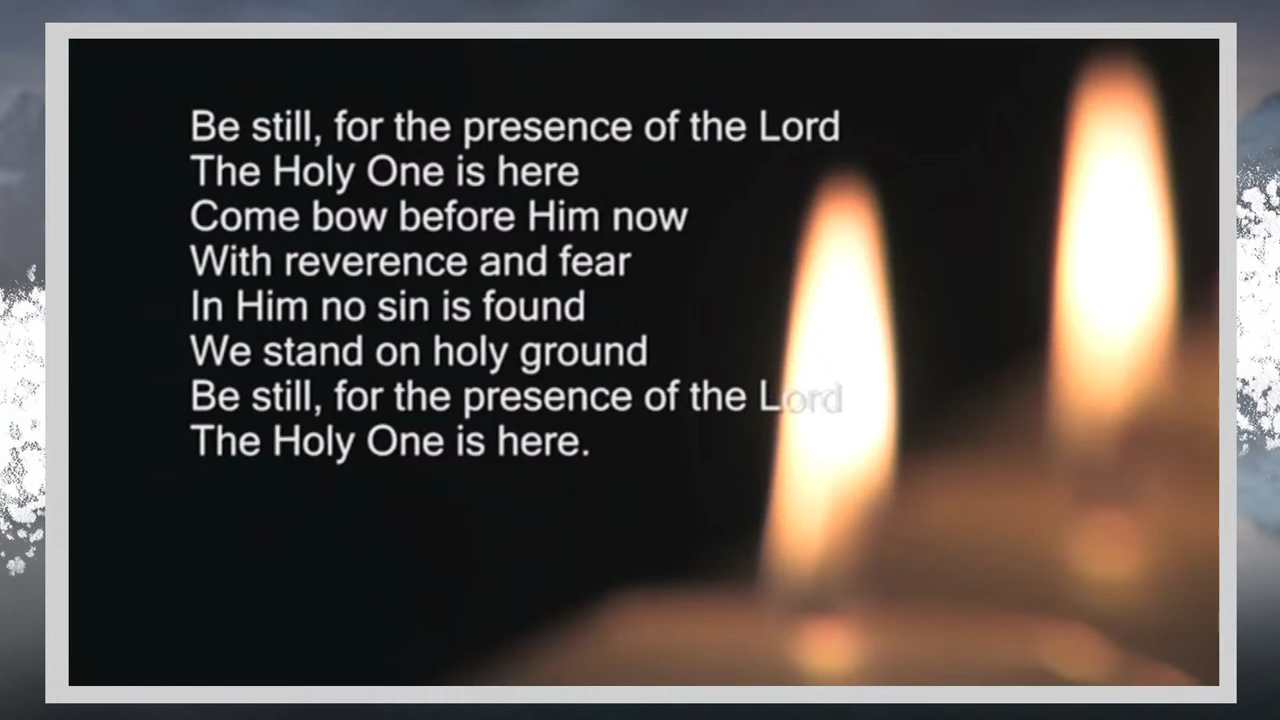 Be still, for the presence of the Lord
The Holy One is here
Come bow before Him now
With reverence and fear
In Him no sin is found
We stand on holy ground
Be still, for the presence of the Lord
The Holy One is here.